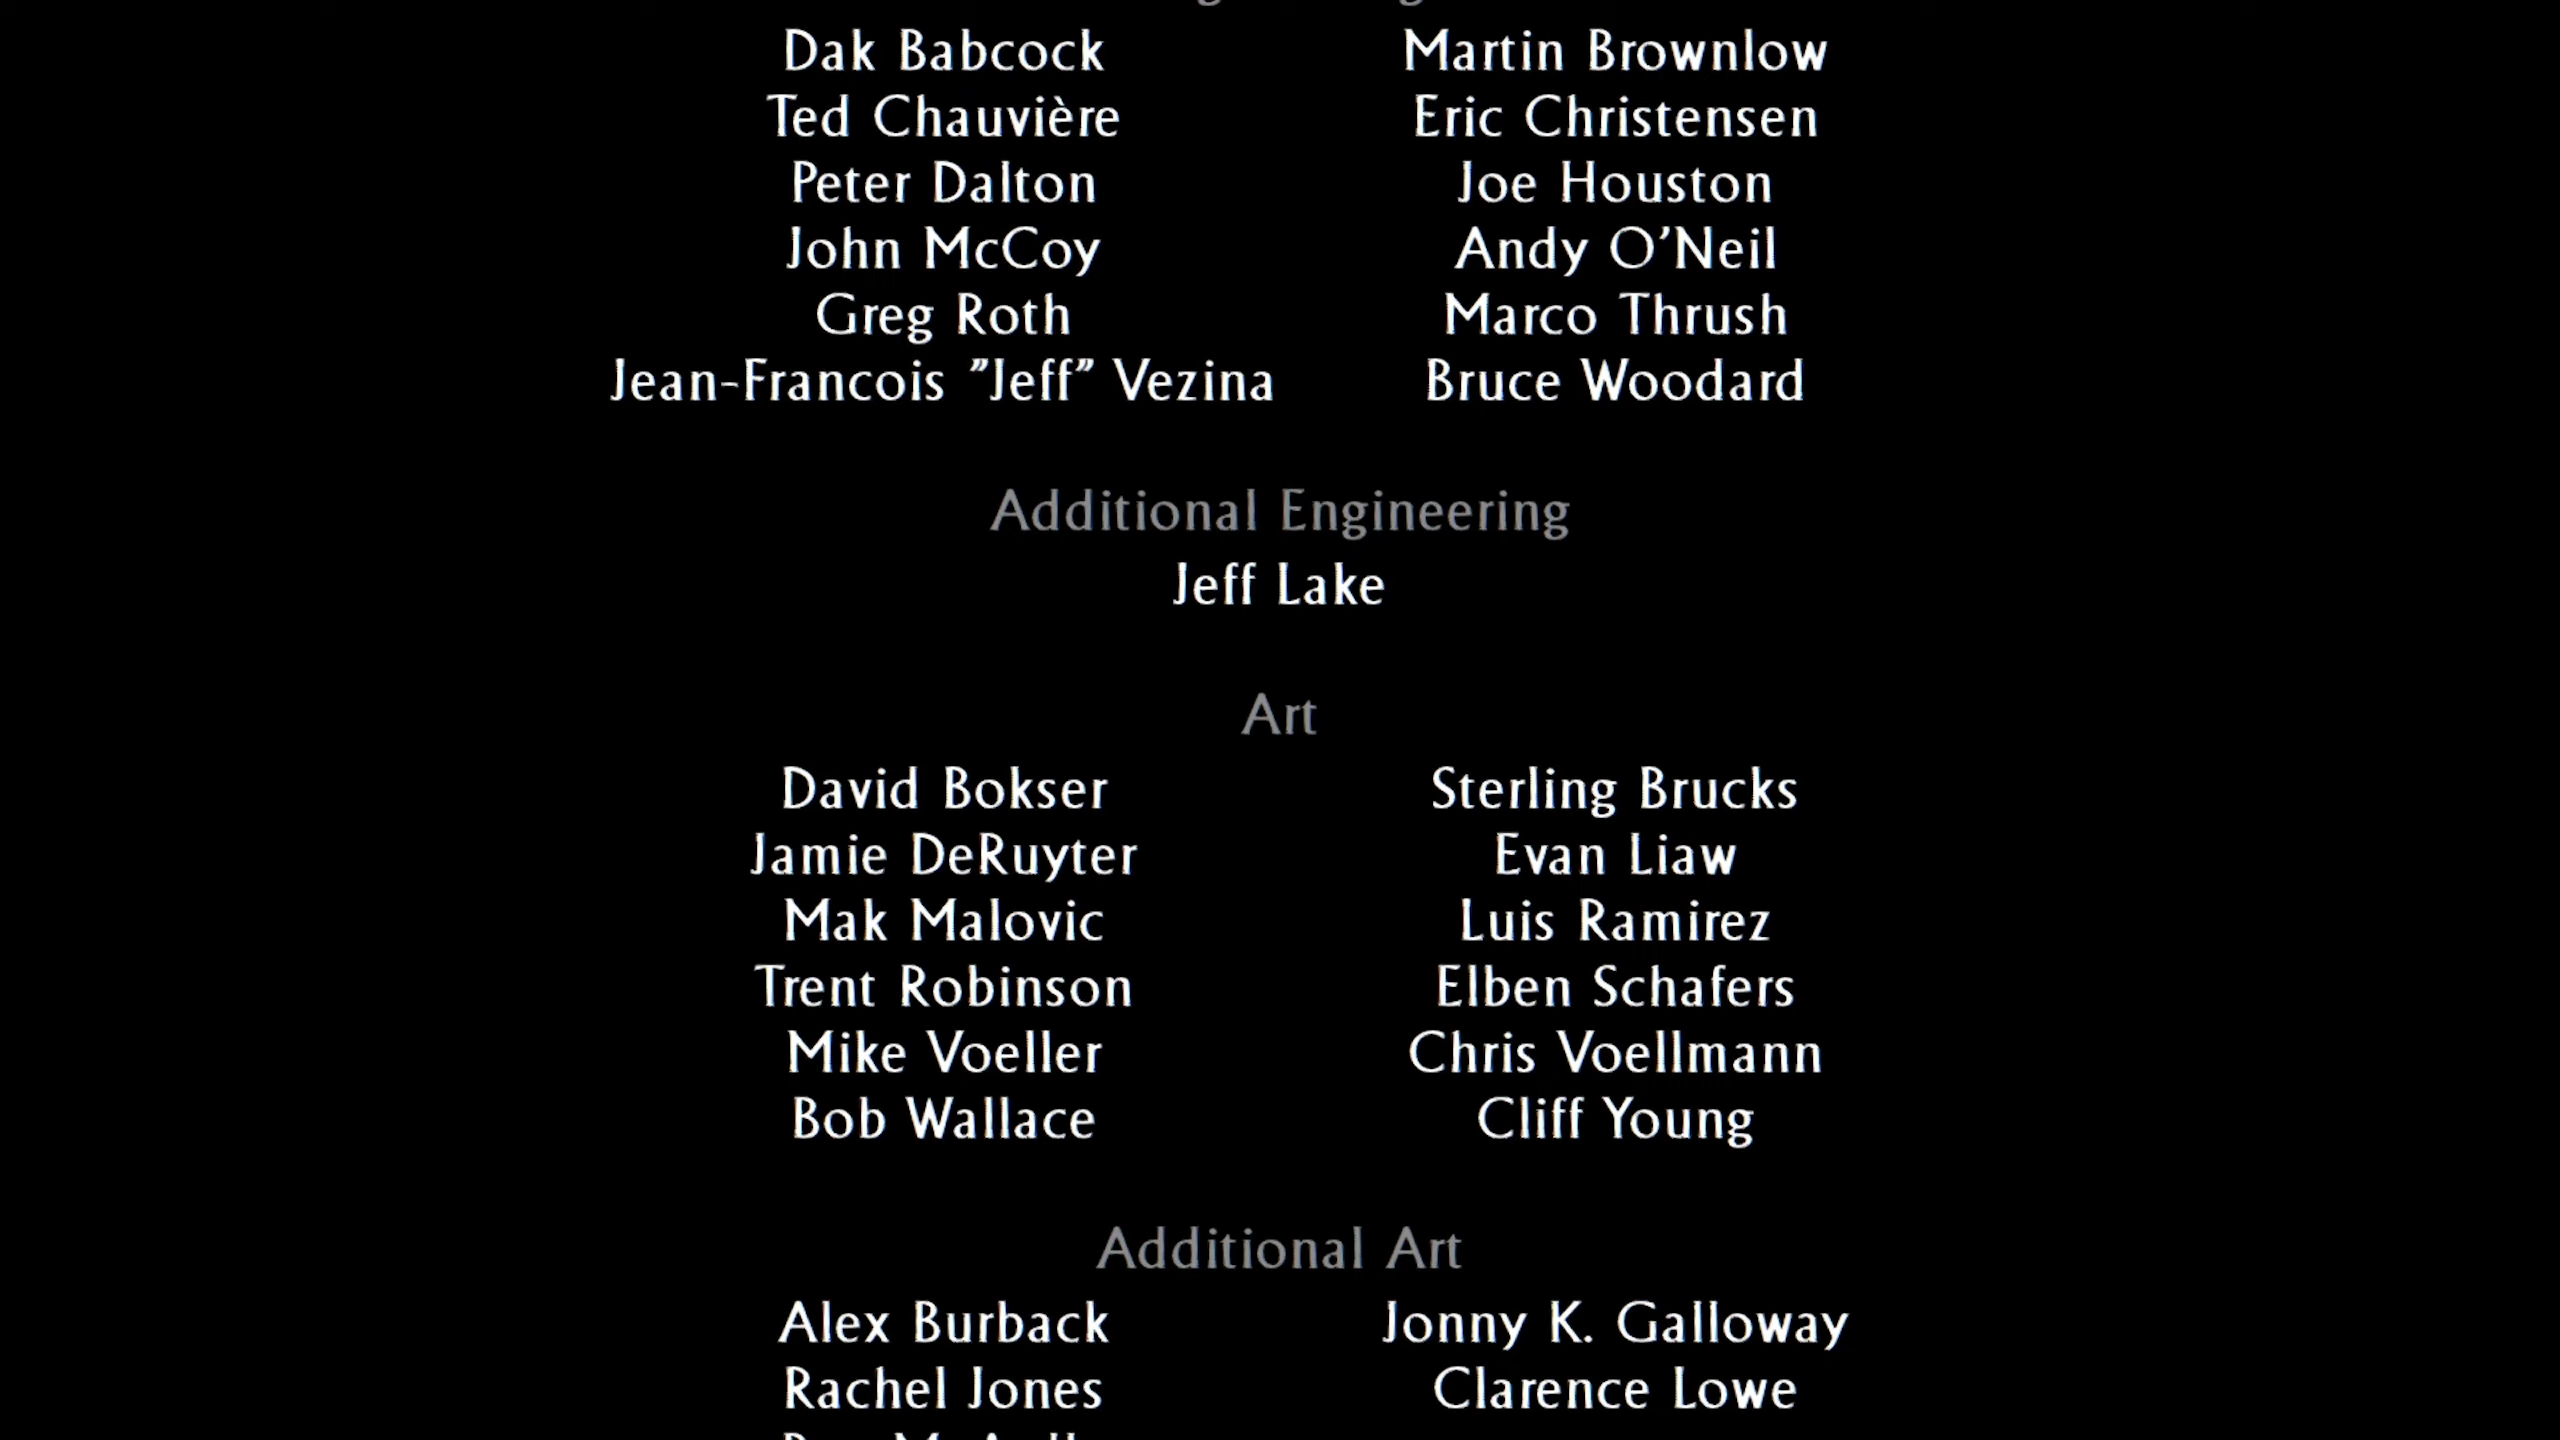 Dak Babcock Martin Brownlow
Ted Chauvière Eric Christensen
Peter Dalton Joe Houston
John McCoy Andy O’Neil
Greg Roth Marco Thrush
Jean-Francois ”Jeff” Vezina Bruce Woodard
Additional Engineering
Jeff Lake
Art
David Bokser Sterling Brucks
Jamie DeRuyter Evan Liaw
Mak Malovic Luis Ramirez
Trent Robinson Elben Schafers
Mike Voeller Chris Voellmann
Bob Wallace Cliff Young
Additional Art
Alex Burback Jonny K. Galloway
Rachel Jones Clarence Lowe